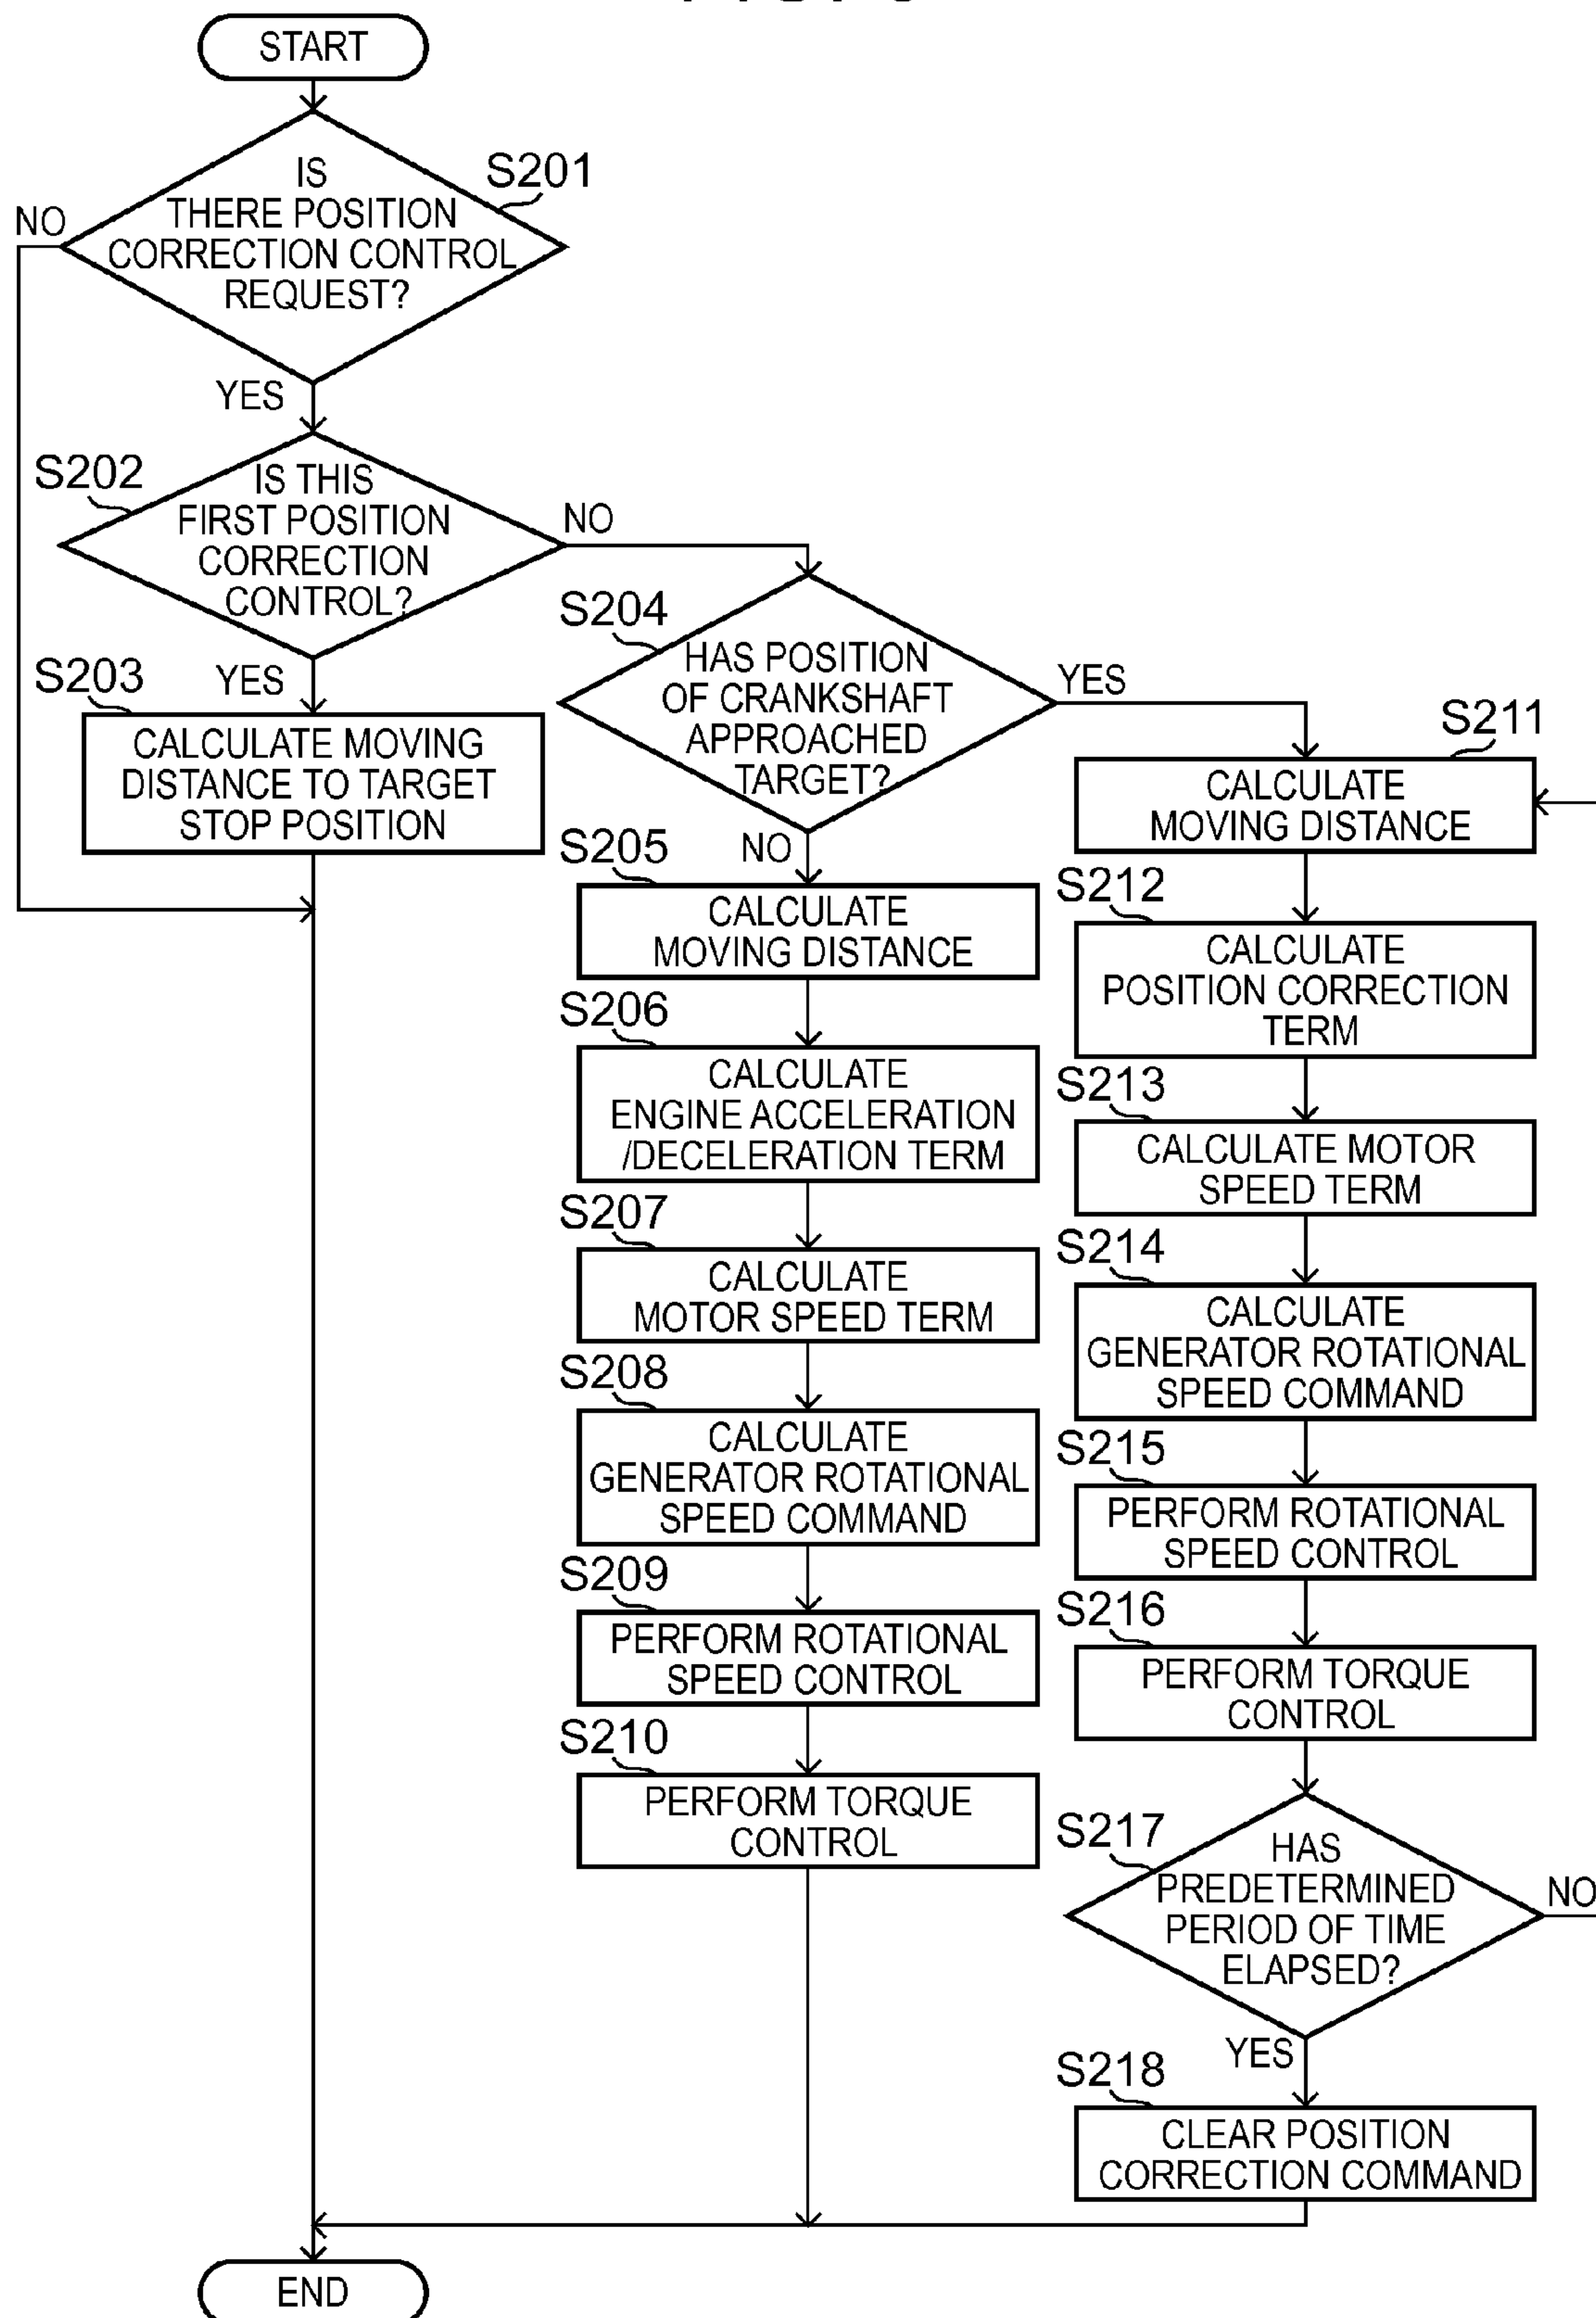 START
IS
THERE POSITION
CORRECTION CONTROL
REQUEST?
S201
NO
YES
S202
IS THIS
FIRST POSITION
CORRECTION
CONTROL?
NO
YES
S203
CALCULATE MOVING
DISTANCE TO TARGET
STOP POSITION
S204
HAS POSITION
OF CRANKSHAFT
APPROACHED
TARGET?
YES
NO
S205
CALCULATE
MOVING DISTANCE
S206
CALCULATE
ENGINE ACCELERATION
/DECELERATION TERM
S207
CALCULATE
MOTOR SPEED TERM
S208
CALCULATE
GENERATOR ROTATIONAL
SPEED COMMAND
S209
PERFORM ROTATIONAL
SPEED CONTROL
S210
PERFORM TORQUE
CONTROL
S211
CALCULATE
MOVING DISTANCE
S212
CALCULATE
POSITION CORRECTION
TERM
S213
CALCULATE MOTOR
SPEED TERM
S214
CALCULATE
GENERATOR ROTATIONAL
SPEED COMMAND
S215
PERFORM ROTATIONAL
SPEED CONTROL
S216
PERFORM TORQUE
CONTROL
S217
HAS
PREDETERMINED
PERIOD OF TIME
ELAPSED?
NO
YES
S218
CLEAR POSITION
CORRECTION COMMAND
END